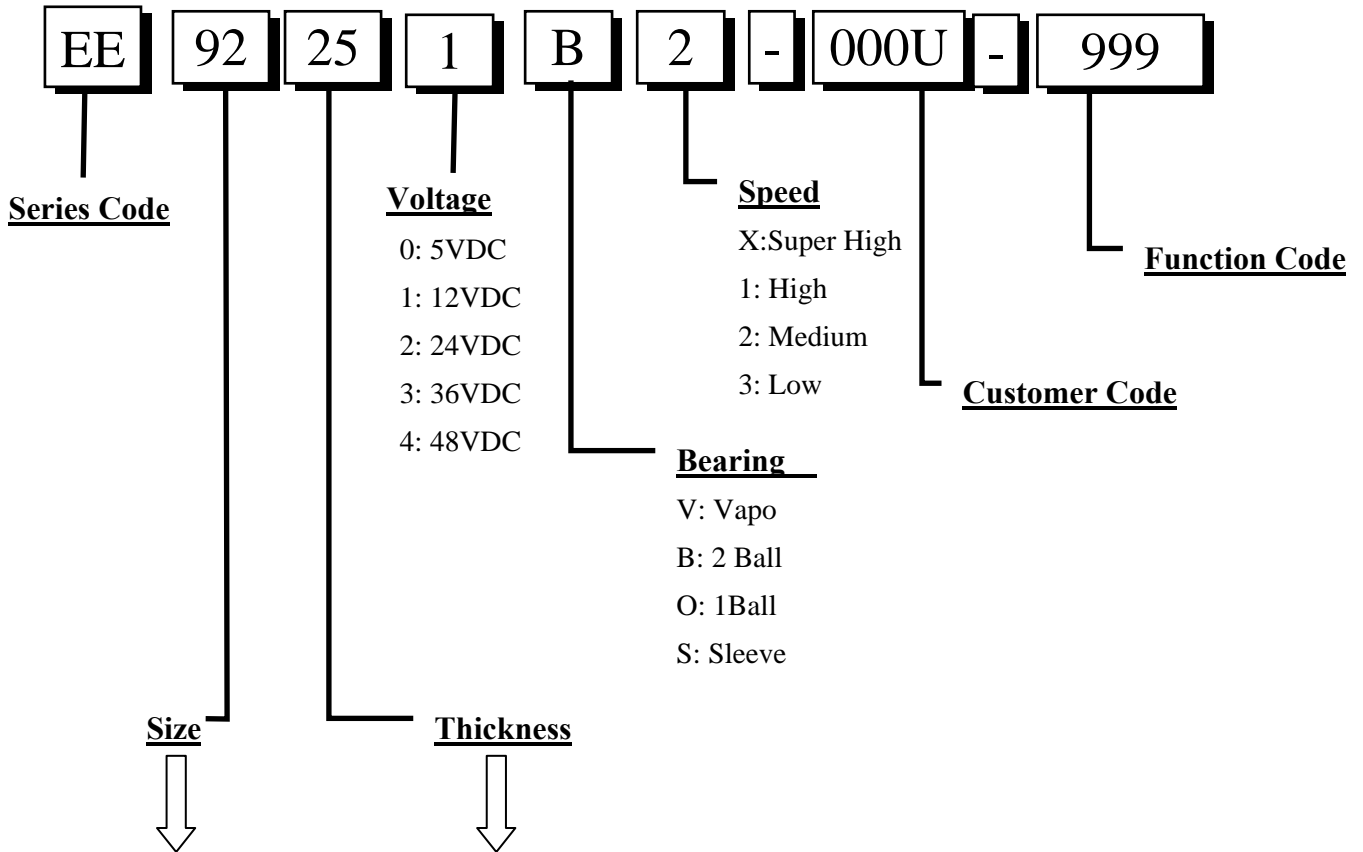 EE 92 25 1 B 2 - 000U - 999
Series Code
Voltage
0: 5VDC
1: 12VDC
2: 24VDC
3: 36VDC
4: 48VDC
Speed
X:Super High
1: High
2: Medium
3: Low
Function Code
Customer Code
Bearing
V: Vapo
B: 2 Ball
O: 1Ball
S: Sleeve
Size
Thickness